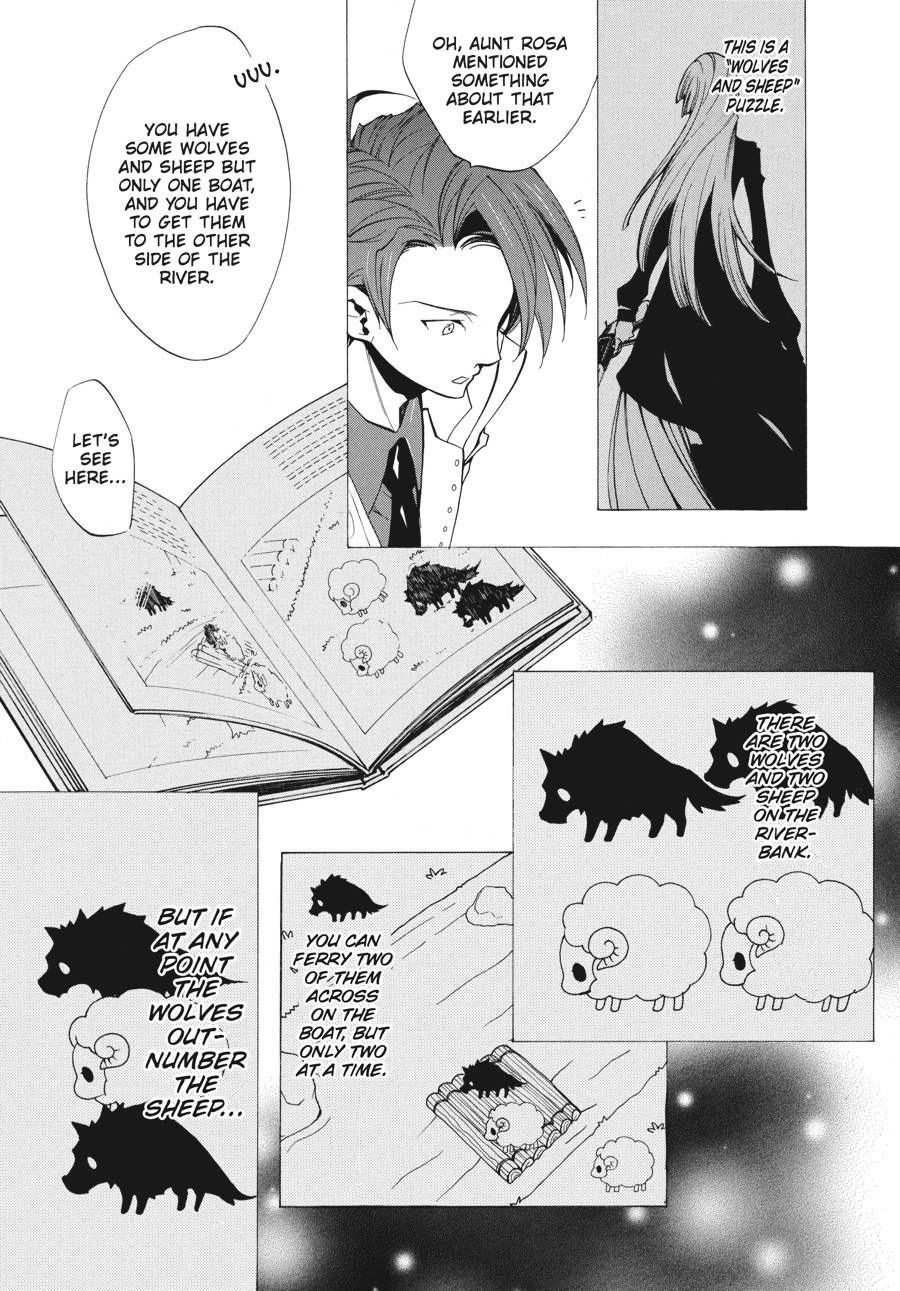 THIS IS A
"WOLVES
AND SHEEP"
PUZZLE.
OH, AUNT ROSA
MENTIONED
SOMETHING
ABOUT THAT
EARLIER.
UUU.
YOU HAVE
SOME WOLVES
AND SHEEP BUT
ONLY ONE BOAT,
AND YOU HAVE
TO GET THEM
TO THE OTHER
SIDE OF THE
RIVER.
LET'S
SEE
HERE...
THERE
ARE TWO
WOLVES
AND TWO
SHEEP
ON THE
RIVER-
BANK.
YOU CAN
FERRY TWO
OF THEM
ACROSS
ON THE
BOAT, BUT
ONLY TWO
AT A TIME.
BUT IF
AT ANY
POINT
THE
WOLVES
OUT-
NUMBER
THE
SHEEP...